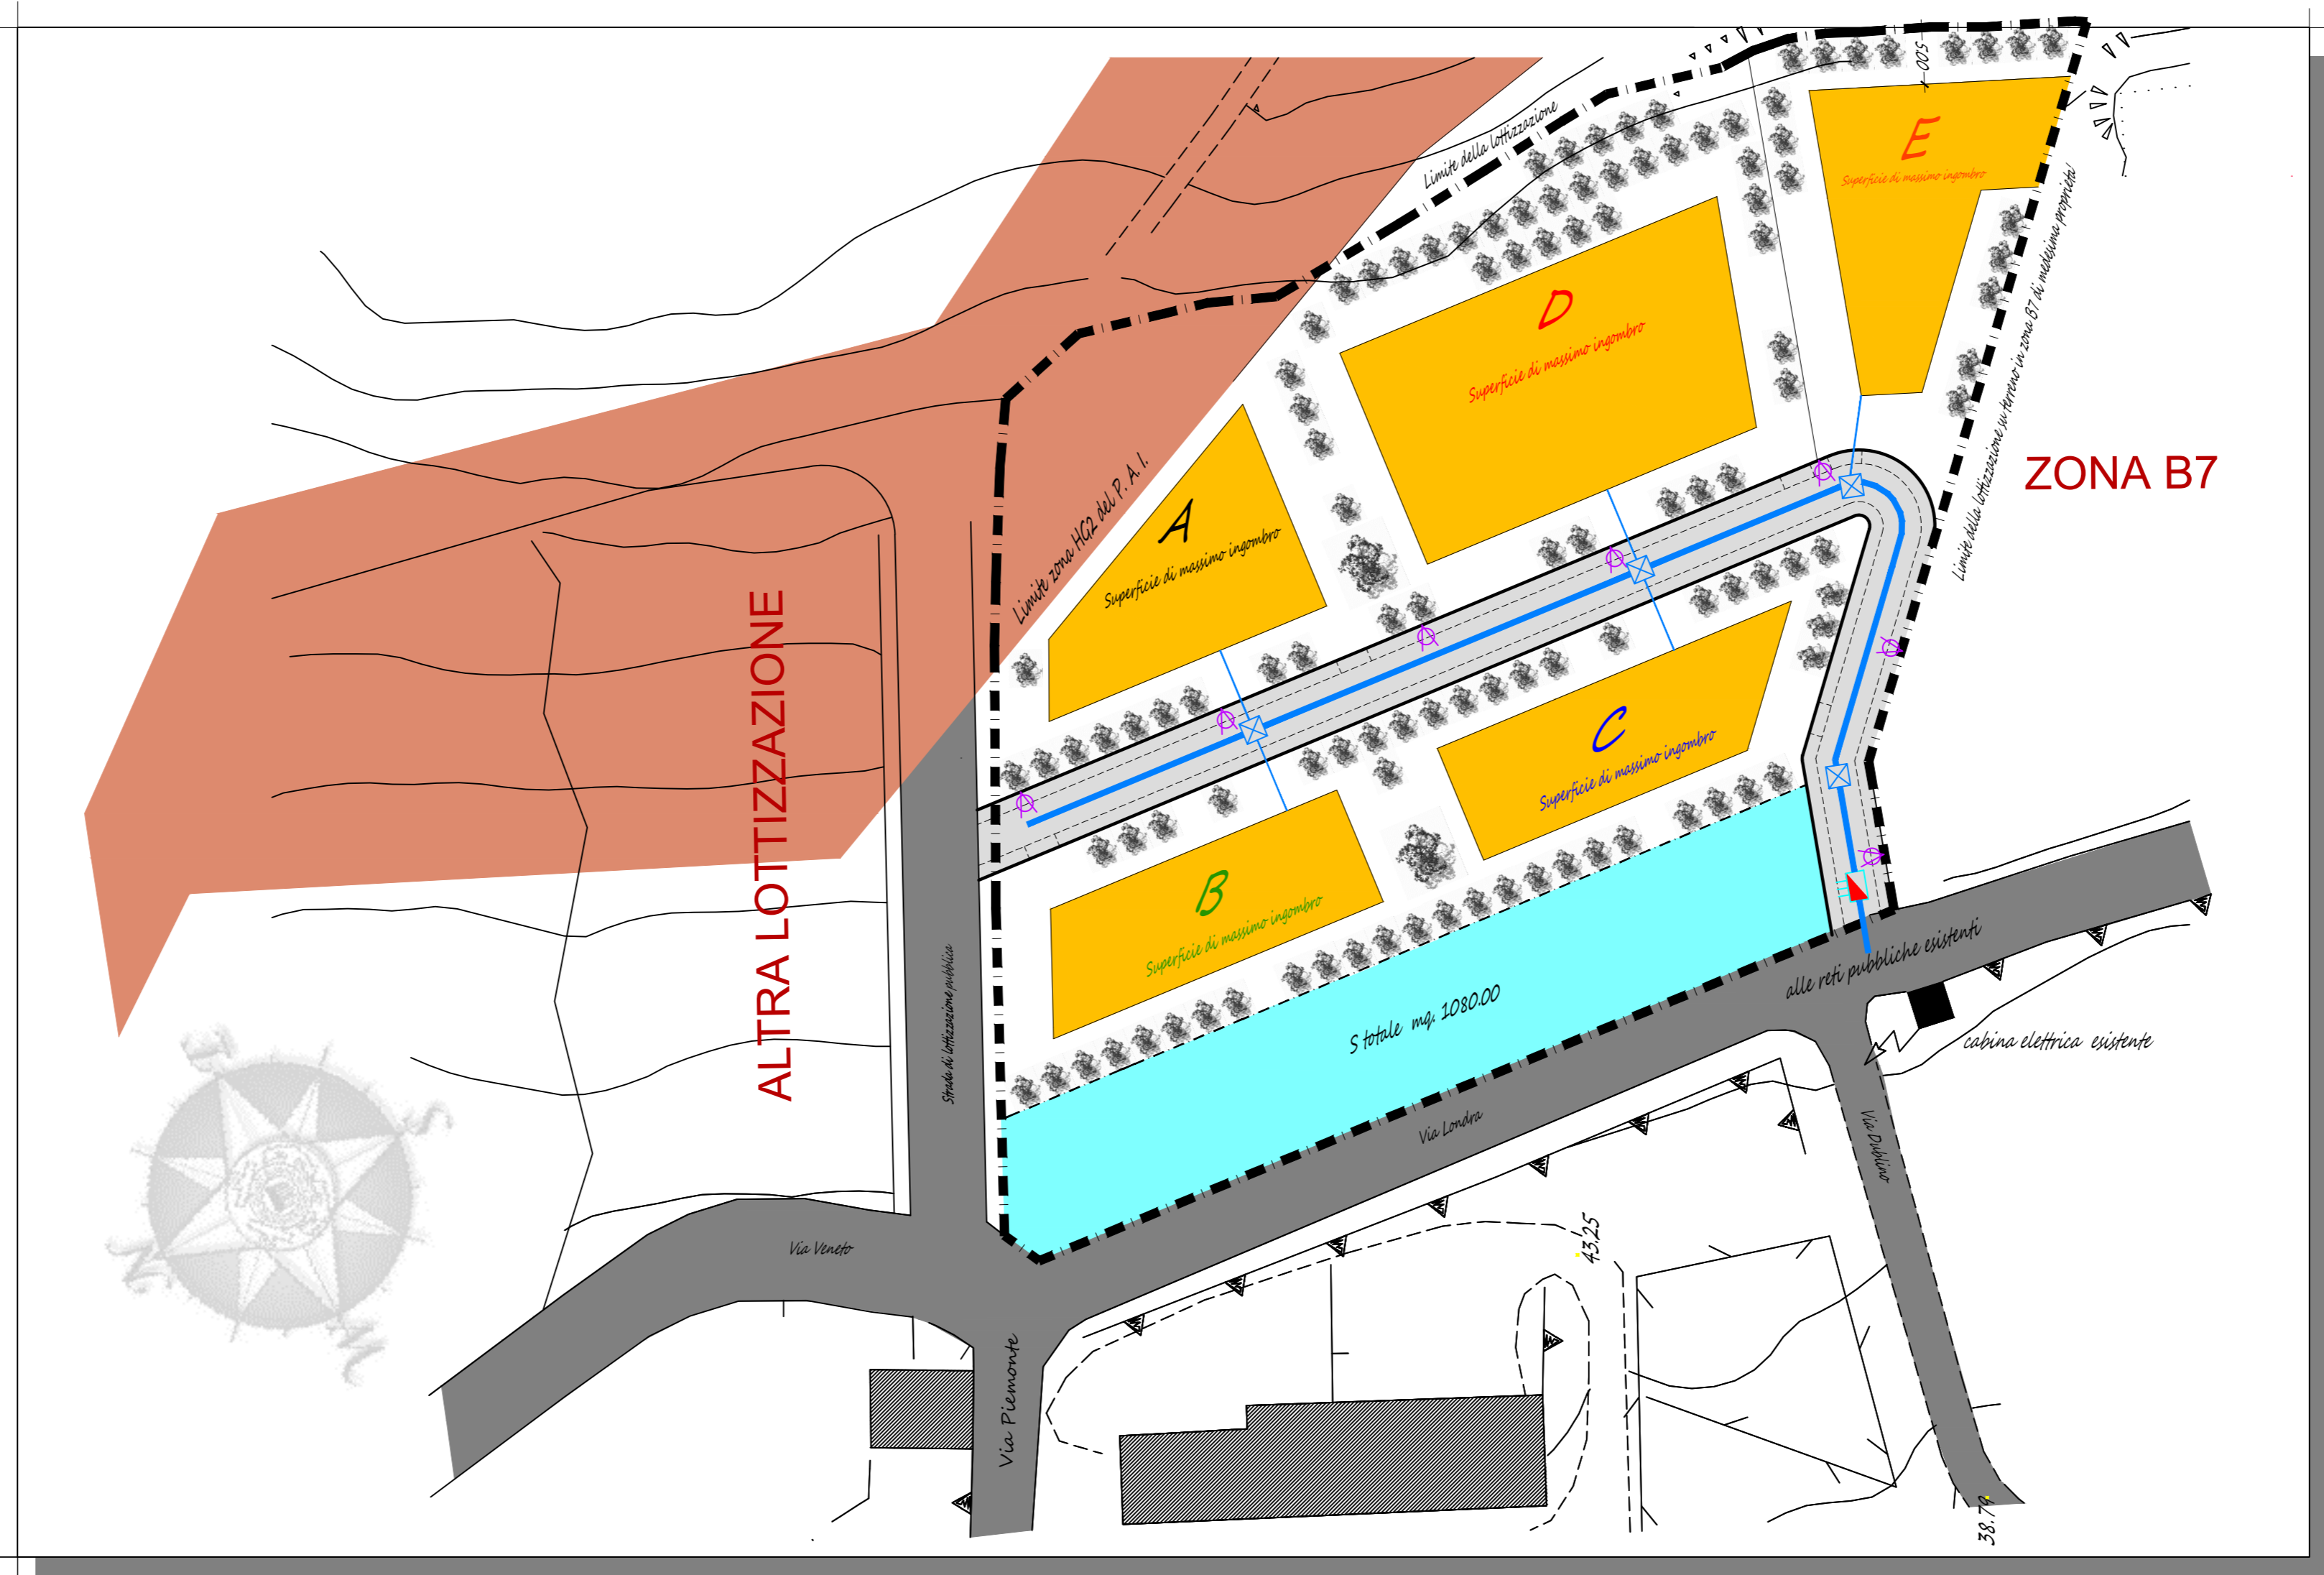 500
Limite della lottizzazione
E
Superficie di massimo ingombro
Limite della lottizzazione su terreno in zona B7 di medesima proprieta'
D
Superficie di massimo ingombro
ZONA B7
Limite zona HG2 del P. A. I.
A
Superficie di massimo ingombro
ALTRA LOTTIZZAZIONE
C
Superficie di massimo ingombro
B
Superficie di massimo ingombro
Strada di lottizzazione pubblica
S totale mq. 1080.00
alle reti pubbliche esistenti
cabina elettrica esistente
Via Londra
Via Dublino
Via Veneto
43.25
Via Piemonte
38.79